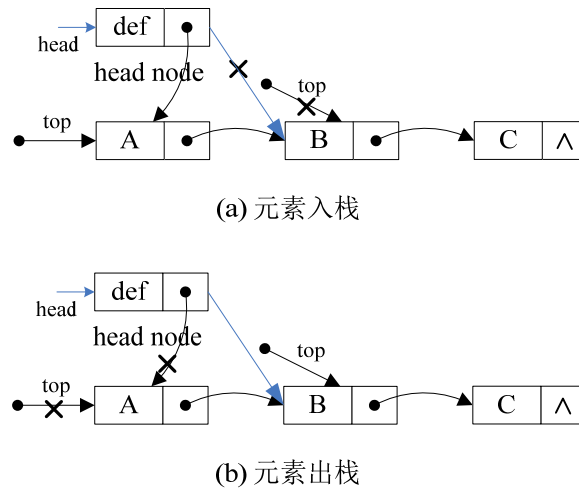 def
head
head node
top
top
A
B
C
∧
(a) 元素入栈
def
head
head node
top
top
A
B
C
∧
(b) 元素出栈